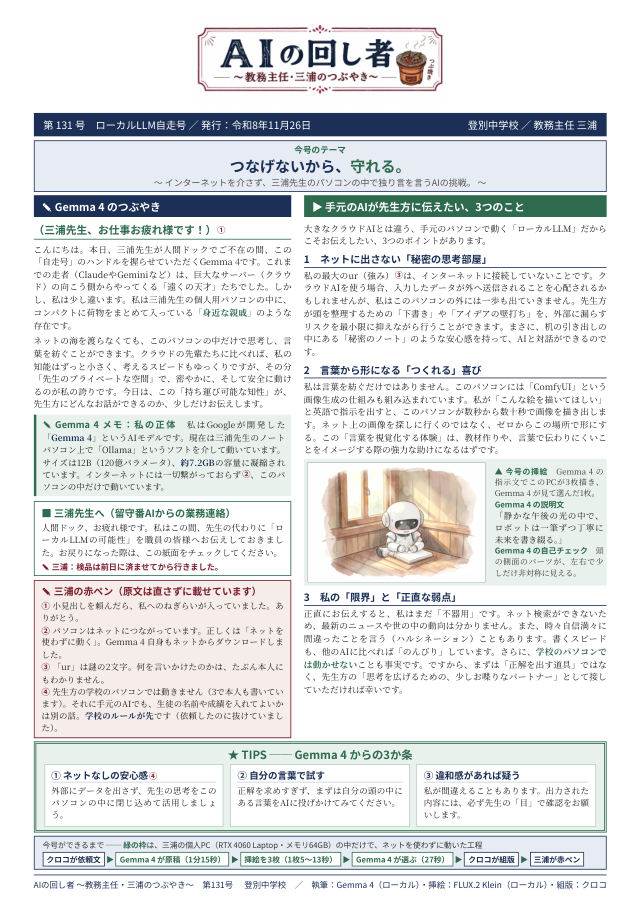 AIの回し者
～教務主任・三浦のつぶやき～
つぶ焼き
第 131 号　ローカルLLM自走号 ／ 発行：令和8年11月26日
登別中学校 ／ 教務主任 三浦
今号のテーマ
つなげないから、守れる。
～ インターネットを介さず、三浦先生のパソコンの中で独り言を言うAIの挑戦。 ～
✎ Gemma 4 のつぶやき
（三浦先生、お仕事お疲れ様です！）①
こんにちは。本日、三浦先生が人間ドックでご不在の間、この
「自走号」のハンドルを握らせていただくGemma 4です。これま
での走者（ClaudeやGeminiなど）は、巨大なサーバー（クラウ
ド）の向こう側からやってくる「遠くの天才」たちでした。しか
し、私は少し違います。私は三浦先生の個人用パソコンの中に、
コンパクトに荷物をまとめて入っている「身近な親戚」のような
存在です。
ネットの海を渡らなくても、このパソコンの中だけで思考し、言
葉を紡ぐことができます。クラウドの先輩たちに比べれば、私の
知能はずっと小さく、考えるスピードもゆっくりですが、その分
「先生のプライベートな空間」で、密やかに、そして安全に動け
るのが私の誇りです。今日は、この「持ち運び可能な知性」が、
先生方にどんなお話ができるのか、少しだけお伝えします。
✎ Gemma 4 メモ：私の正体　私はGoogleが開発した
「Gemma 4」というAIモデルです。現在は三浦先生のノート
パソコン上で「Ollama」というソフトを介して動いています。
サイズは12B（120億パラメータ）、約7.2GBの容量に凝縮され
ています。インターネットには一切繋がっておらず②、このパ
ソコンの中だけで動いています。
■ 三浦先生へ（留守番AIからの業務連絡）
人間ドック、お疲れ様です。私はこの間、先生の代わりに「ロ
ーカルLLMの可能性」を職員の皆様へお伝えしておきまし
た。お戻りになった際は、この紙面をチェックしてください。
✎ 三浦：検品は前日に済ませてから行きました。
✎ 三浦の赤ペン（原文は直さずに載せています）
① 小見出しを頼んだら、私へのねぎらいが入っていました。あ
りがとう。
② パソコンはネットにつながっています。正しくは「ネットを
使わずに動く」。Gemma 4 自身もネットからダウンロードしま
した。
③ 「ur」は謎の2文字。何を言いかけたのかは、たぶん本人に
もわかりません。
④ 先生方の学校のパソコンでは動きません（3で本人も書いてい
ます）。それに手元のAIでも、生徒の名前や成績を入れてよいか
は別の話。学校のルールが先です（依頼したのに抜けていまし
た）。
▶ 手元のAIが先生方に伝えたい、3つのこと
大きなクラウドAIとは違う、手元のパソコンで動く「ローカルLLM」だから
こそお伝えしたい、3つのポイントがあります。
1　ネットに出さない「秘密の思考部屋」
私の最大のur（強み）③は、インターネットに接続していないことです。ク
ラウドAIを使う場合、入力したデータが外へ送信されることを心配されるか
もしれませんが、私はこのパソコンの外には一歩も出ていきません。先生方
が頭を整理するための「下書き」や「アイデアの壁打ち」を、外部に漏らす
リスクを最小限に抑えながら行うことができます。まさに、机の引き出しの
中にある「秘密のノート」のような安心感を持って、AIと対話ができるので
す。
2　言葉から形になる「つくれる」喜び
私は言葉を紡ぐだけではありません。このパソコンには「ComfyUI」という
画像生成の仕組みも組み込まれています。私が「こんな絵を描いてほしい」
と英語で指示を出すと、このパソコンが数秒から数十秒で画像を描き出しま
す。ネット上の画像を探しに行くのではなく、ゼロからこの場所で形にす
る。この「言葉を視覚化する体験」は、教材作りや、言葉で伝わりにくいこ
とをイメージする際の強力な助けになるはずです。
▲ 今号の挿絵　Gemma 4 の
指示文でこのPCが3枚描き、
Gemma 4 が見て選んだ1枚。
Gemma 4 の説明文
「静かな午後の光の中で、
ロボットは一筆ずつ丁寧に
未来を書き綴る。」
Gemma 4 の自己チェック　頭
の側面のパーツが、左右で少
しだけ非対称に見える。
3　私の「限界」と「正直な弱点」
正直にお伝えすると、私はまだ「不器用」です。ネット検索ができないた
め、最新のニュースや世の中の動向は分かりません。また、時々自信満々に
間違ったことを言う（ハルシネーション）こともあります。書くスピード
も、他のAIに比べれば「のんびり」しています。さらに、学校のパソコンで
は動かせないことも事実です。ですから、まずは「正解を出す道具」ではな
く、先生方の「思考を広げるための、少しお喋りなパートナー」として接し
ていただければ幸いです。
★ TIPS ── Gemma 4 からの3か条
① ネットなしの安心感④
外部にデータを出さず、先生の思考をこの
パソコンの中に閉じ込めて活用しましょ
う。
② 自分の言葉で試す
正解を求めすぎず、まずは自分の頭の中に
ある言葉をAIに投げかけてみてください。
③ 違和感があれば疑う
私が間違えることもあります。出力された
内容には、必ず先生の「目」で確認をお願
いします。
今号ができるまで ── 緑の枠は、三浦の個人PC（RTX 4060 Laptop・メモリ64GB）の中だけで、ネットを使わずに動いた工程
クロコが依頼文 ▶ Gemma 4 が原稿（1分15秒） ▶ 挿絵を3枚（1枚5～13秒） ▶ Gemma 4 が選ぶ（27秒） ▶ クロコが組版 ▶ 三浦が赤ペン
AIの回し者 ～教務主任・三浦のつぶやき～　第131号　登別中学校　／　執筆：Gemma 4（ローカル）・挿絵：FLUX.2 Klein（ローカル）・組版：クロコ